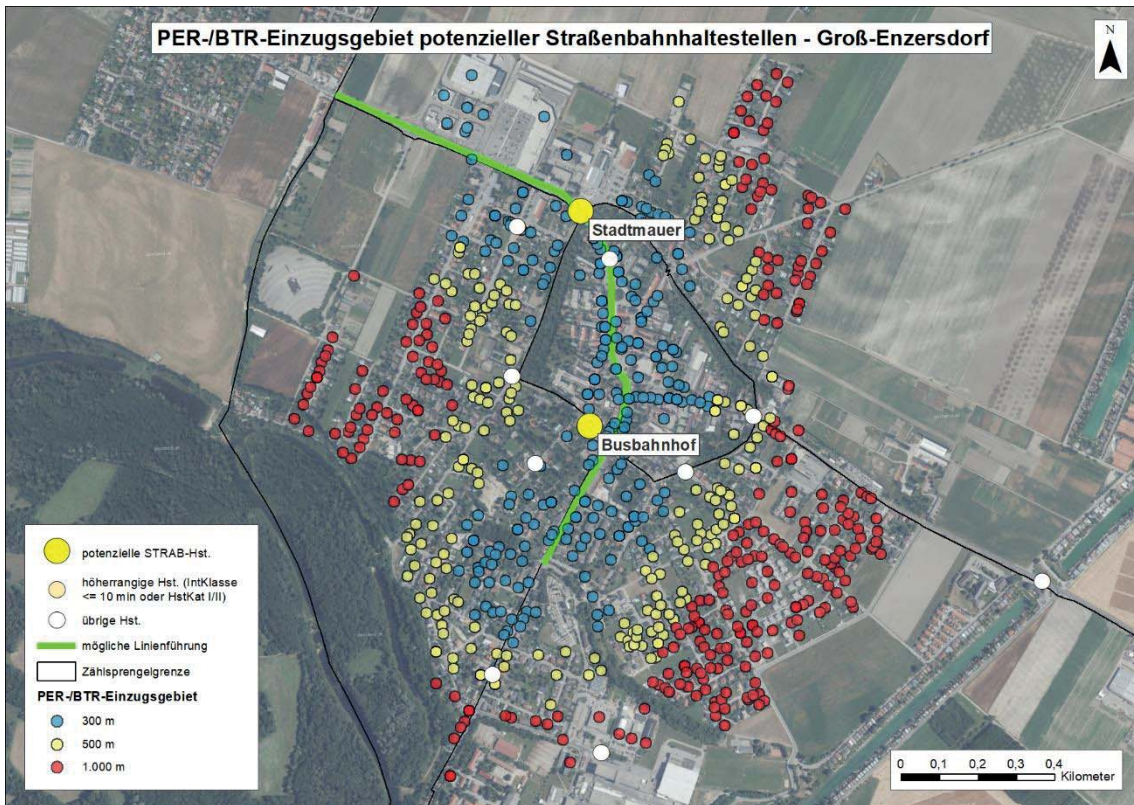 PER-/BTR-Einzugsgebiet potenzieller Straßenbahnhaltestellen - Groß-Enzersdorf
N
Stadtmauer
Busbahnhof
potenzielle STRAB-Hst.
höherrangige Hst. (IntKlasse
<= 10 min oder HstKat I/II)
übrige Hst.
mögliche Linienführung
Zählsprengelgrenze
PER-/BTR-Einzugsgebiet
300 m
500 m
1.000 m
0 0,1 0,2 0,3 0,4
Kilometer